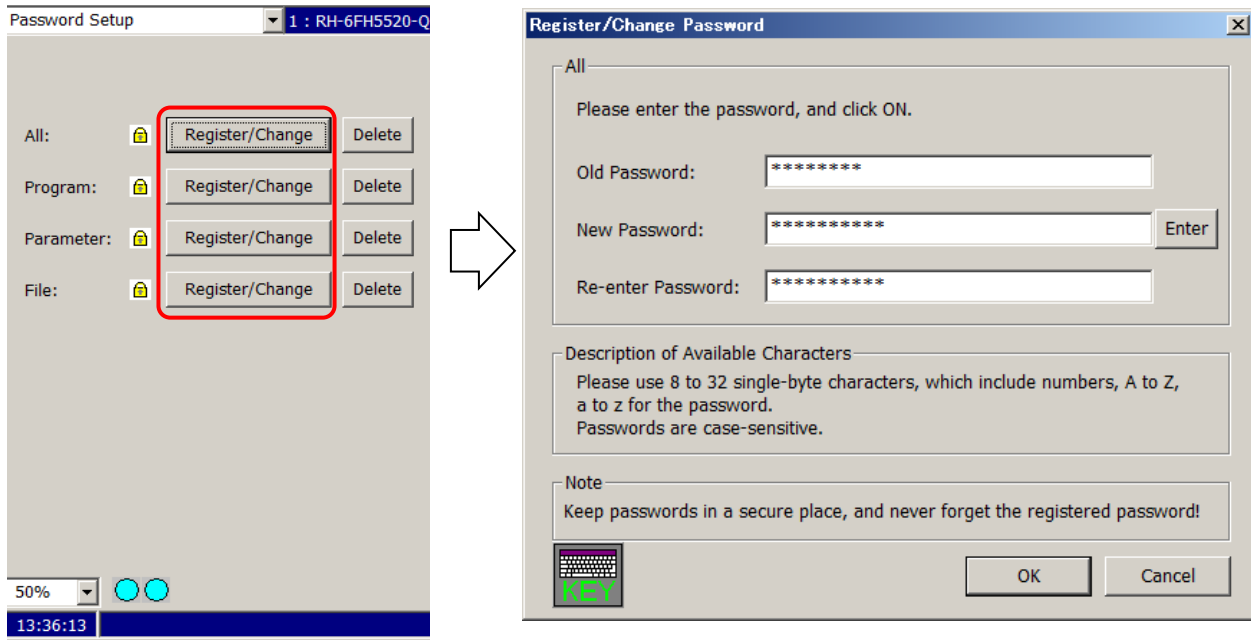 Password Setup
1 : RH-6FH5520-Q
All:
Register/Change
Delete
Program:
Register/Change
Delete
Parameter:
Register/Change
Delete
File:
Register/Change
Delete
50%
13:36:13
Register/Change Password
All
Please enter the password, and click ON.
Old Password:
********
New Password:
**********
Enter
Re-enter Password:
**********
Description of Available Characters
Please use 8 to 32 single-byte characters, which include numbers, A to Z,
a to z for the password.
Passwords are case-sensitive.
Note
Keep passwords in a secure place, and never forget the registered password!
KEY
OK
Cancel